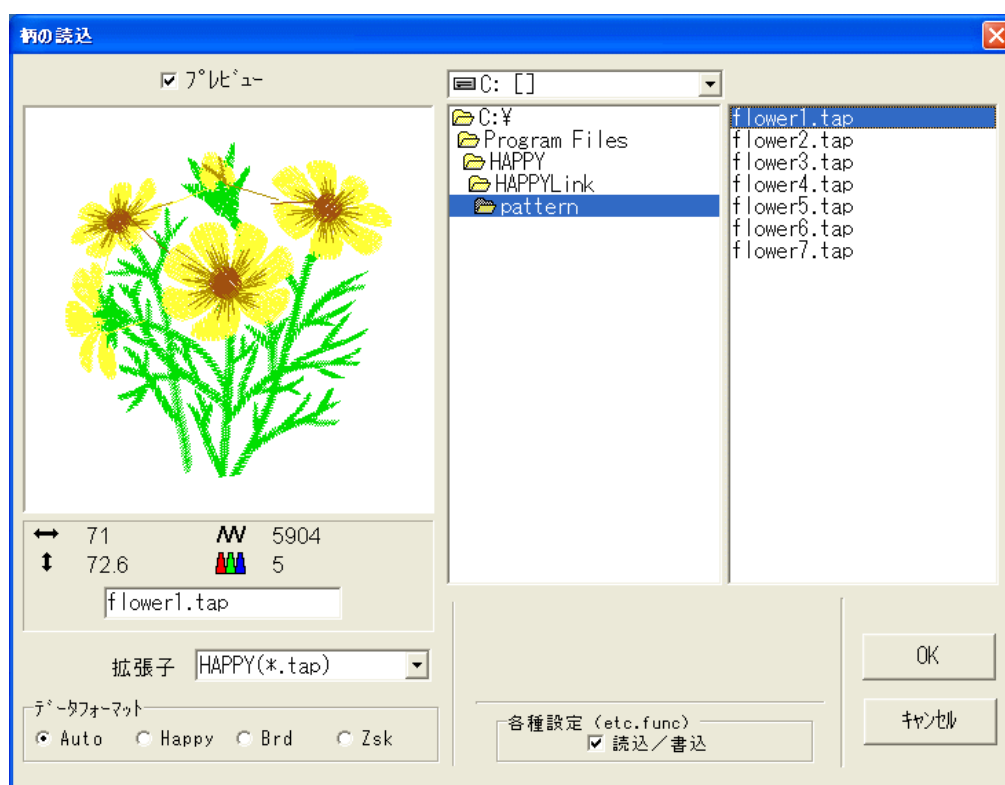 柄の読込
プレビュー
C: []
C:¥
Program Files
HAPPY
HAPPYLink
pattern
flower1.tap
flower2.tap
flower3.tap
flower4.tap
flower5.tap
flower6.tap
flower7.tap
71
5904
72.6
5
flower1.tap
拡張子
HAPPY(*.tap)
データフォーマット
Auto
Happy
Brd
Zsk
各種設定（etc.func）
読込／書込
OK
キャンセル